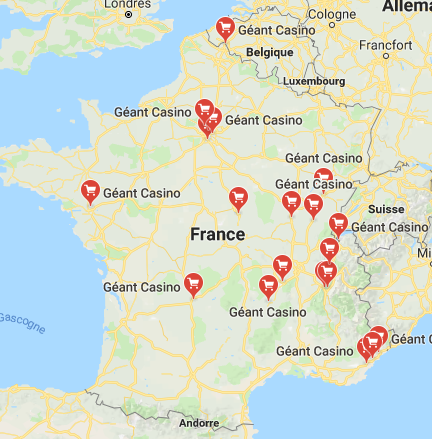 Londres
Allema
Cologne
Géant Casino
Belgique
Francfort
Luxembourg
Géant Casino
Géant Casino
Géant Casino
Géant Casino
Géant Casino
Suisse
Géant Casino
France
Mi
Géant Casino
Géant Casino
Gascogne
Géant C
Géant Casino
Andorre